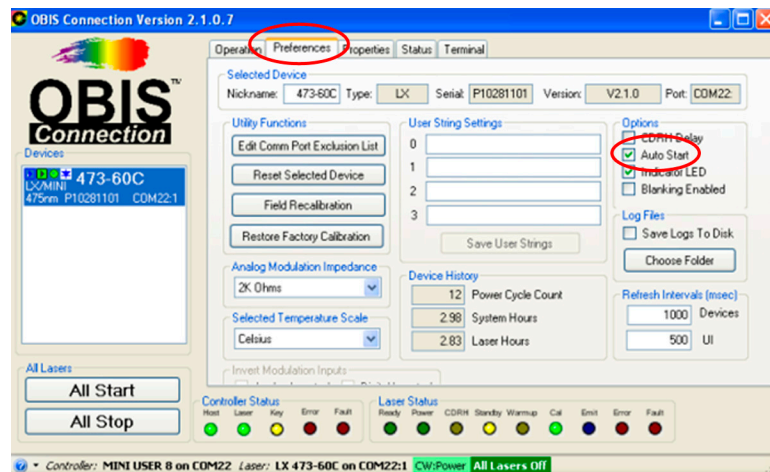 OBIS Connection Version 2.1.0.7
Operation Preferences Properties Status Terminal
OBIS™
Connection
Selected Device
Nickname: 473-60C Type: LX Serial: P10281101 Version: V2.1.0 Port: COM22:
Utility Functions
Edit Comm Port Exclusion List
Reset Selected Device
Field Recalibration
Restore Factory Calibration
User String Settings
0
1
2
3
Save User Strings
Options
CDRH Delay
Auto Start
Indicator LED
Blanking Enabled
Devices
LX/MINI 473-60C
475nm P10281101 COM22:1
Log Files
Save Logs To Disk
Choose Folder
Analog Modulation Impedance
2K Ohms
Selected Temperature Scale
Celsius
Device History
12 Power Cycle Count
2.98 System Hours
2.83 Laser Hours
Refresh Intervals (msec)
1000 Devices
500 UI
Invert Modulation Inputs
All Lasers
All Start
All Stop
Controller Status
Host Laser Key Error Fault
Laser Status
Ready Power CDRH Standby Warmup Cal Emit Error Fault
Controller: MINI USER 8 on COM22 Laser: LX 473-60C on COM22:1 CW:Power All Lasers Off